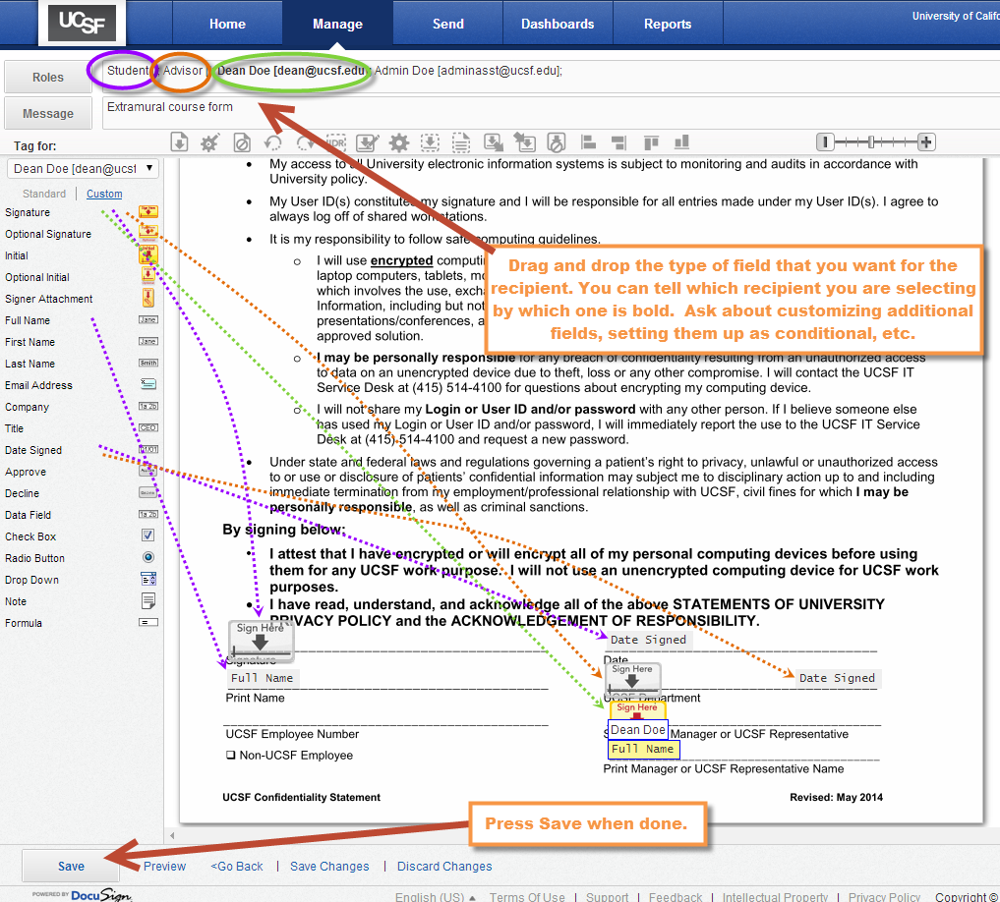 UCSF
Home
Manage
Send
Dashboards
Reports
University of Califo
Roles
Student; Advisor; Dean Doe [dean@ucsf.edu; Admin Doe [adminasst@ucsf.edu];
Message
Extramural course form
Tag for:
Dean Doe [dean@ucsf
Standard
Custom
Signature
Optional Signature
Initial
Optional Initial
Signer Attachment
Full Name
Jane
First Name
Jane
Last Name
Smith
Email Address
Company
Title
CEO
Date Signed
Approve
Decline
Data Field
Check Box
Radio Button
Drop Down
Note
Formula
• My access to all University electronic information systems is subject to monitoring and audits in accordance with
University policy.
• My User ID(s) constitutes my signature and I will be responsible for all entries made under my User ID(s). I agree to
always log off of shared workstations.
• It is my responsibility to follow safe computing guidelines.
o I will use encrypted computi
laptop computers, tablets, mo
which involves the use, excha
Information, including but not
presentations/conferences, a
approved solution.
Drag and drop the type of field that you want for the
recipient. You can tell which recipient you are selecting
by which one is bold. Ask about customizing additional
fields, setting them up as conditional, etc.
o I may be personally responsible for any breach of confidentiality resulting from an unauthorized access
to data on an unencrypted device due to theft, loss or any other compromise. I will contact the UCSF IT
Service Desk at (415) 514-4100 for questions about encrypting my computing device.
o I will not share my Login or User ID and/or password with any other person. If I believe someone else
has used my Login or User ID and/or password, I will immediately report the use to the UCSF IT Service
Desk at (415) 514-4100 and request a new password.
• Under state and federal laws and regulations governing a patient's right to privacy, unlawful or unauthorized access
to or use or disclosure of patients' confidential information may subject me to disciplinary action up to and including
immediate termination from my employment/professional relationship with UCSF, civil fines for which I may be
personally responsible, as well as criminal sanctions.
By signing below:
• I attest that I have encrypted or will encrypt all of my personal computing devices before using
them for any UCSF work purpose. I will not use an unencrypted computing device for UCSF work
purposes.
• I have read, understand, and acknowledge all of the above STATEMENTS OF UNIVERSITY
PRIVACY POLICY and the ACKNOWLEDGEMENT OF RESPONSIBILITY.
Sign Here
Date Signed
Signature
Date
Full Name
Sign Here
Date Signed
Print Name
UCSF Department
Sign Here
Dean Doe
UCSF Employee Number
Manager or UCSF Representative
Full Name
❑ Non-UCSF Employee
Print Manager or UCSF Representative Name
UCSF Confidentiality Statement
Revised: May 2014
Press Save when done.
Save
Preview
<Go Back | Save Changes | Discard Changes
POWERED BY DocuSign
English (US) | Terms Of Use | Support | Feedback | Intellectual Property | Privacy Policy Copyright ©